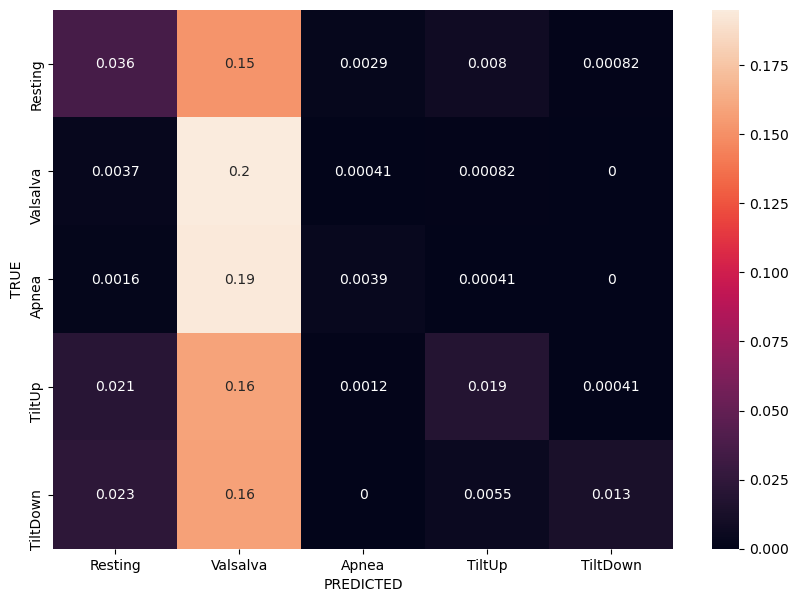 0.036 0.15 0.0029 0.008 0.00082
0.0037 0.2 0.00041 0.00082 0
0.0016 0.19 0.0039 0.00041 0
0.021 0.16 0.0012 0.019 0.00041
0.023 0.16 0 0.0055 0.013
Resting
Valsalva
Apnea
TiltUp
TiltDown
TRUE
Resting Valsalva Apnea TiltUp TiltDown
PREDICTED
0.175
0.150
0.125
0.100
0.075
0.050
0.025
0.000